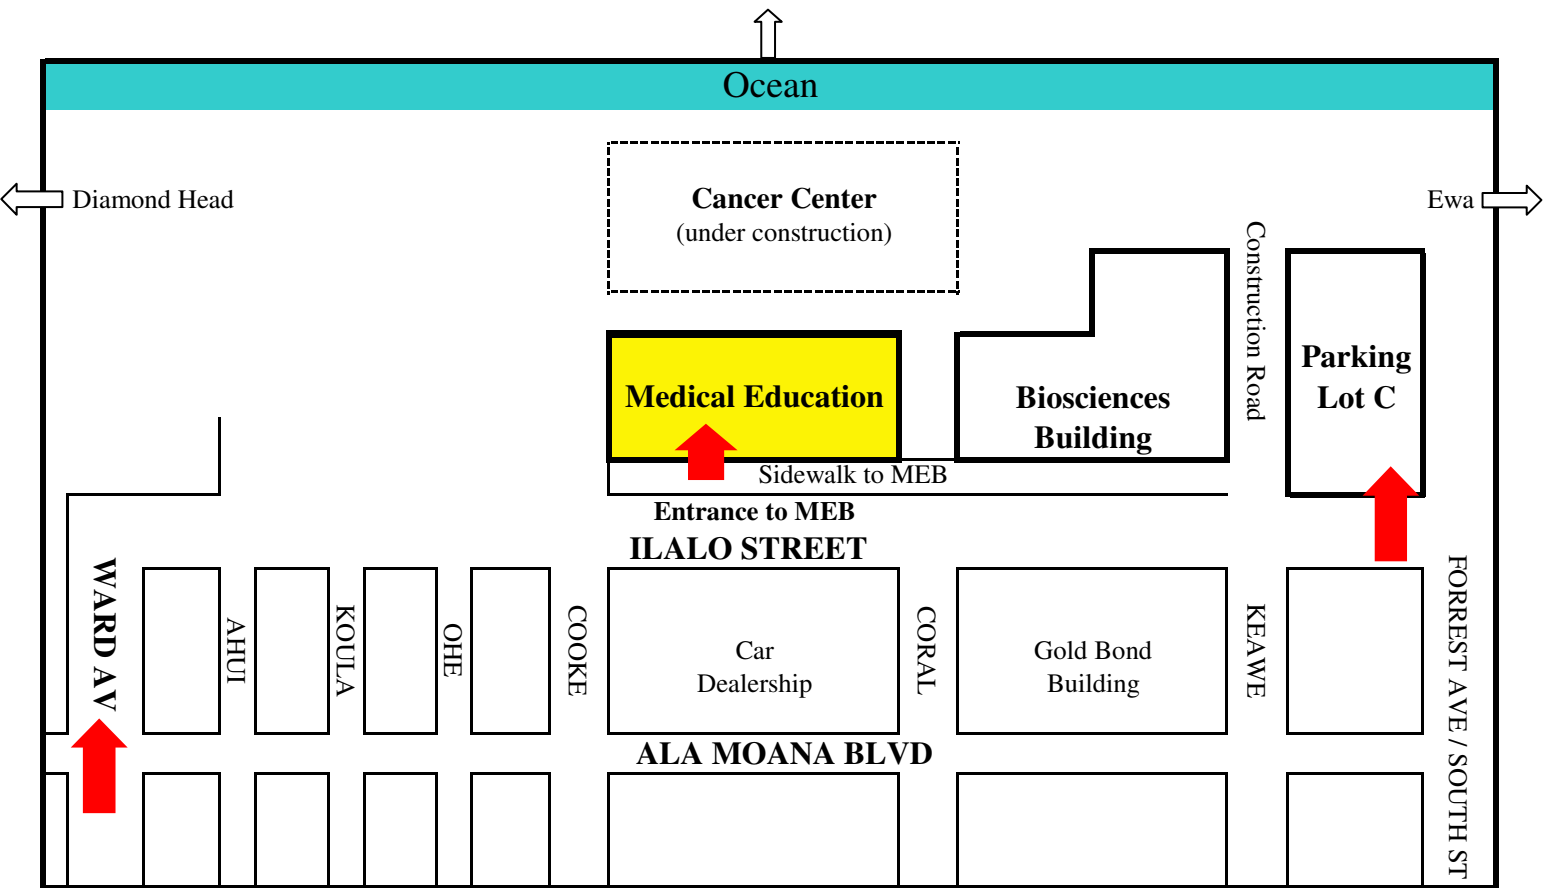 Ocean
Diamond Head
Ewa
Cancer Center
(under construction)
Construction Road
Parking
Lot C
Medical Education
Biosciences
Building
Sidewalk to MEB
Entrance to MEB
ILALO STREET
WARD AV
AHUI
KOULA
OHE
COOKE
Car
Dealership
CORAL
Gold Bond
Building
KEAWE
FORREST AVE / SOUTH ST
ALA MOANA BLVD